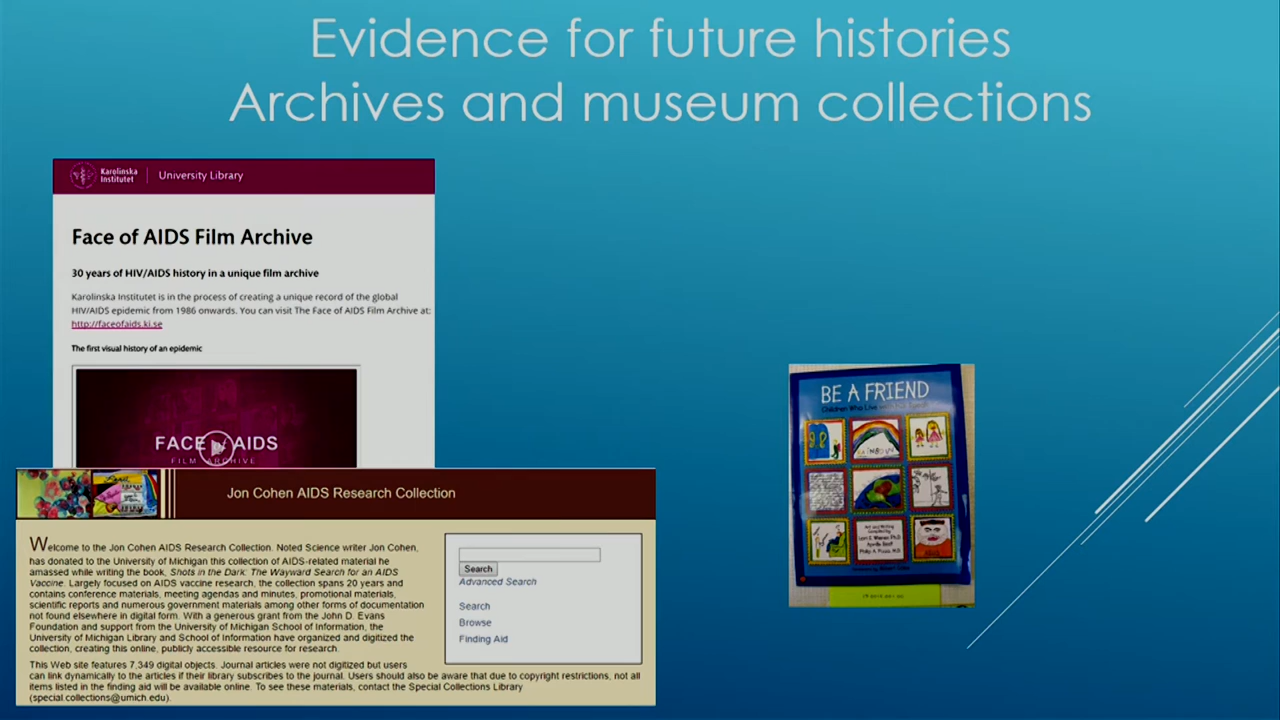 Evidence for future histories
Archives and museum collections
Karolinska
Institutet
University Library
Face of AIDS Film Archive
30 years of HIV/AIDS history in a unique film archive
Karolinska Institutet is in the process of creating a unique record of the global
HIV/AIDS epidemic from 1986 onwards. You can visit The Face of AIDS Film Archive at:
http://faceofaids.ki.se
The first visual history of an epidemic
FACE of AIDS
FILM ARCHIVE
Jon Cohen AIDS Research Collection
Welcome to the Jon Cohen AIDS Research Collection. Noted Science writer Jon Cohen,
has donated to the University of Michigan this collection of AIDS-related material he
amassed while writing the book, Shots in the Dark: The Wayward Search for an AIDS
Vaccine. Largely focused on AIDS vaccine research, the collection spans 20 years and
contains conference materials, meeting agendas and minutes, promotional materials,
scientific reports and numerous government materials among other forms of documentation
not found elsewhere in digital form. With a generous grant from the John D. Evans
Foundation and support from the University of Michigan School of Information, the
University of Michigan Library and School of Information have organized and digitized the
collection, creating this online, publicly accessible resource for research.
This Web site features 7,349 digital objects. Journal articles were not digitized but users
can link dynamically to the articles if their library subscribes to the journal. Users should also be aware that due to copyright restrictions, not all
items listed in the finding aid will be available online. To see these materials, contact the Special Collections Library
(special.collections@umich.edu).
Search
Advanced Search
Search
Browse
Finding Aid
BE A FRIEND
Children Who Live
RAINBOW
Art and Writing
Compiled by